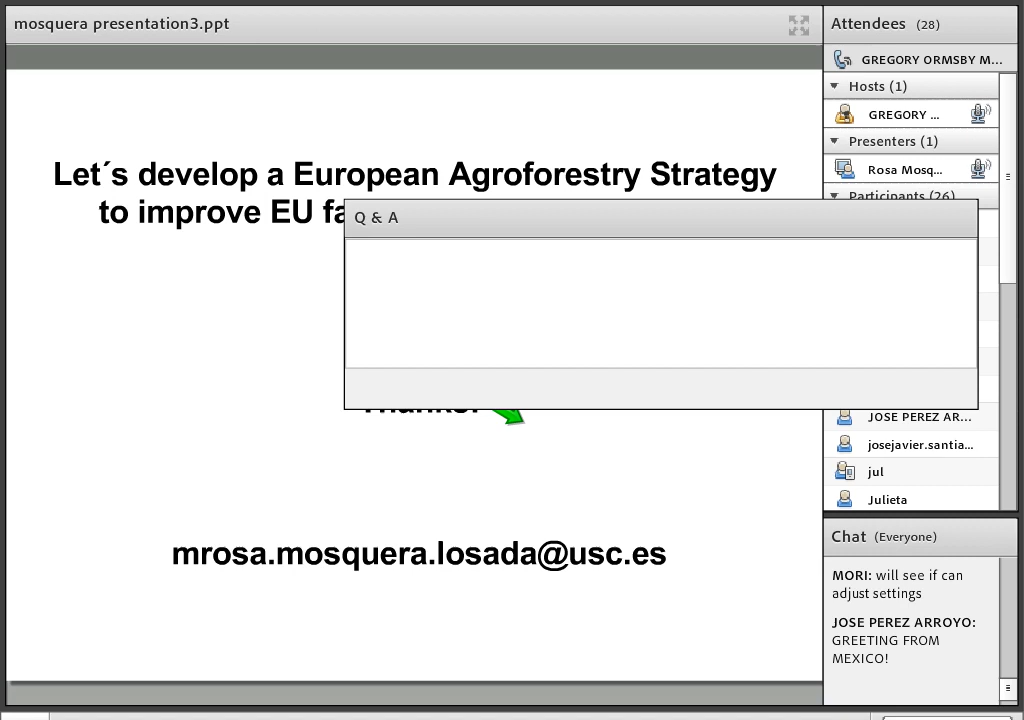 mosquera presentation3.ppt
Let´s develop a European Agroforestry Strategy
to improve EU fa
Q & A
Thanks!
mrosa.mosquera.losada@usc.es
Attendees (28)
GREGORY ORMSBY M...
Hosts (1)
GREGORY ...
Presenters (1)
Rosa Mosq...
Participants (26)
JOSE PEREZ AR...
josejavier.santia...
jul
Julieta
Chat (Everyone)
MORI: will see if can
adjust settings
JOSE PEREZ ARROYO:
GREETING FROM
MEXICO!